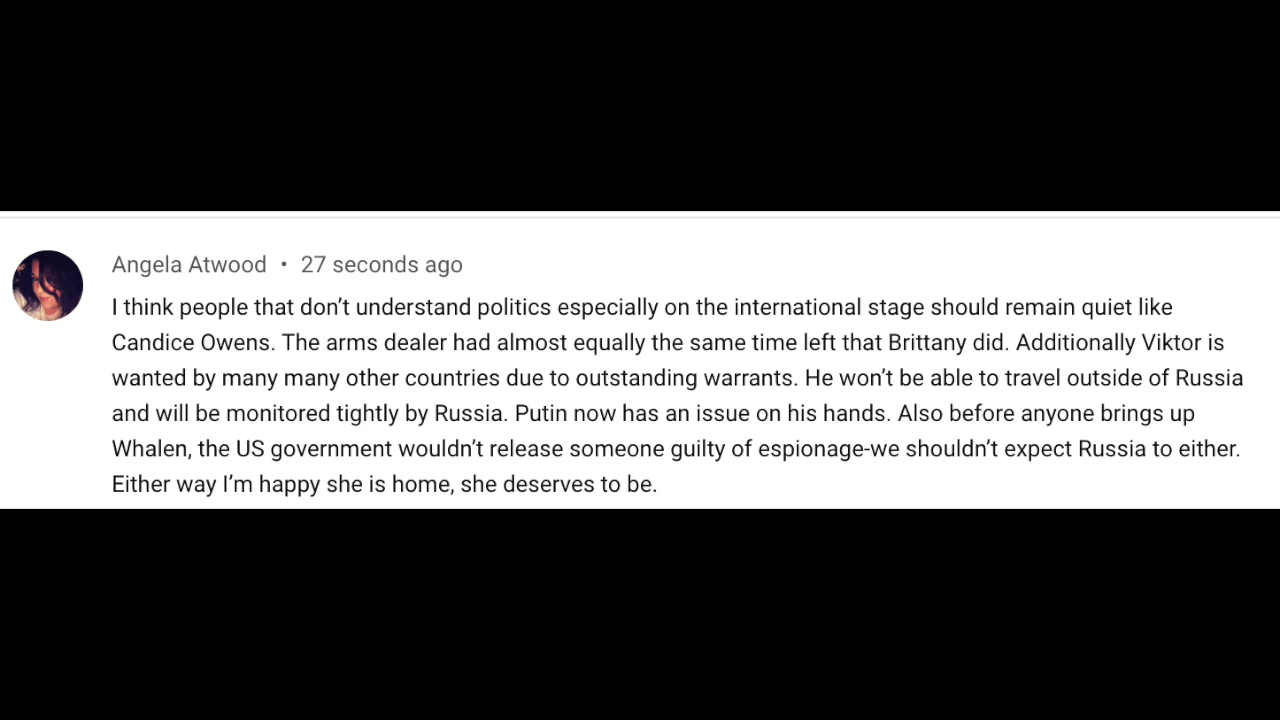 Angela Atwood • 27 seconds ago
I think people that don’t understand politics especially on the international stage should remain quiet like
Candice Owens. The arms dealer had almost equally the same time left that Brittany did. Additionally Viktor is
wanted by many many other countries due to outstanding warrants. He won’t be able to travel outside of Russia
and will be monitored tightly by Russia. Putin now has an issue on his hands. Also before anyone brings up
Whalen, the US government wouldn’t release someone guilty of espionage-we shouldn’t expect Russia to either.
Either way I’m happy she is home, she deserves to be.